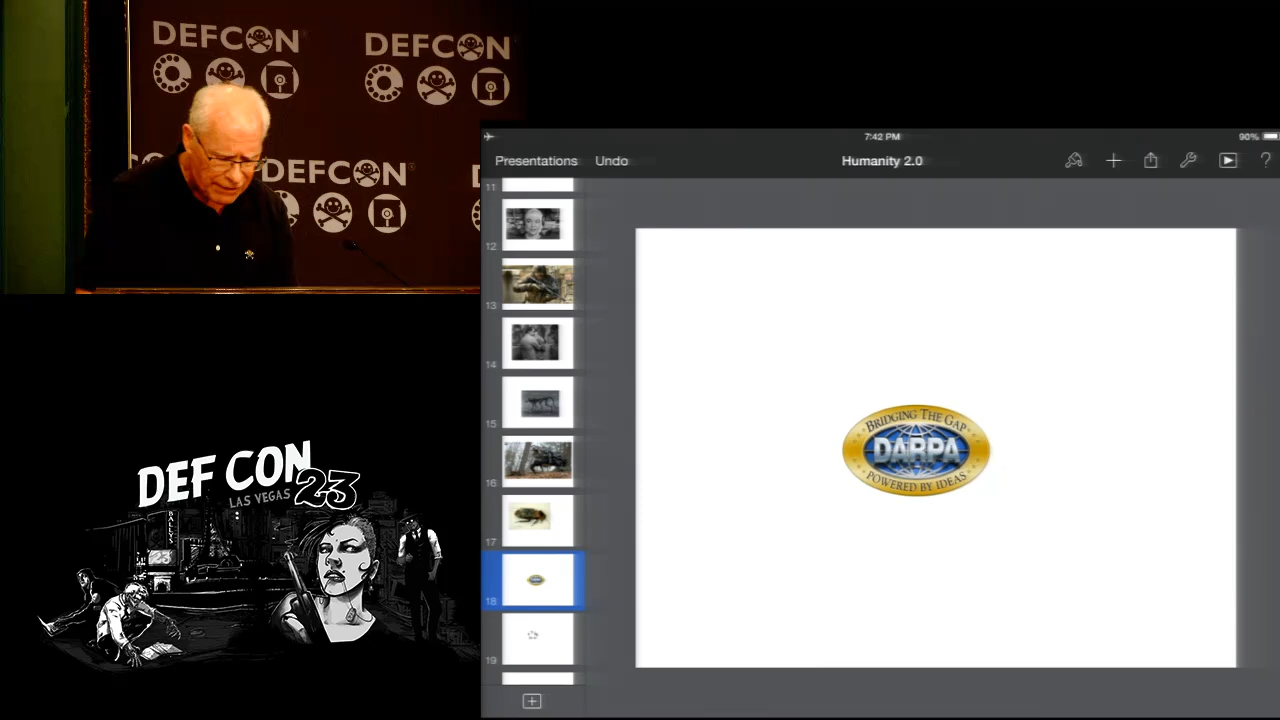 DEFCON DEFCON
DEFCON
DEF CON 23
LAS VEGAS
BALLYS
7:42 PM
90%
Presentations
Undo
Humanity 2.0
?
11
12
13
14
15
16
17
18
19
BRIDGING THE GAP
DARPA
POWERED BY IDEAS